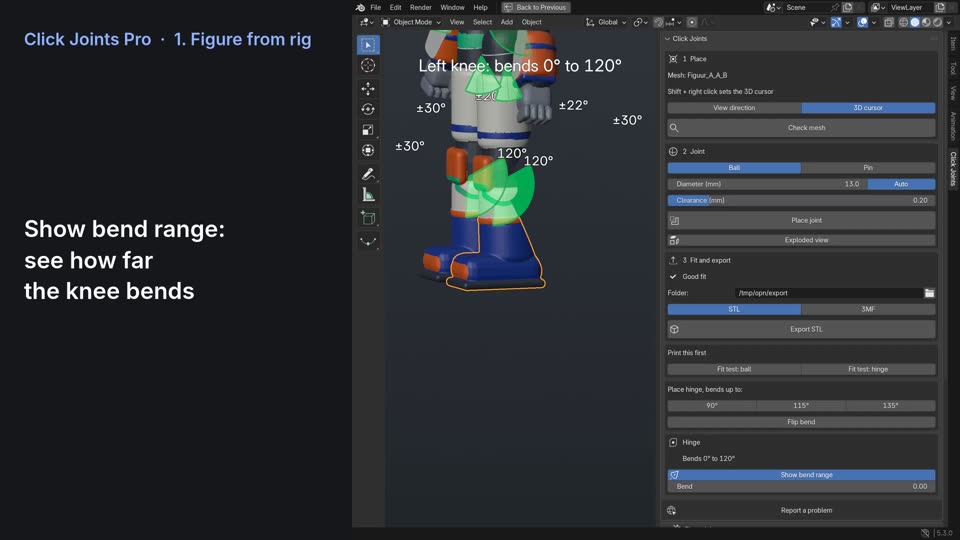 Click Joints Pro · 1. Figure from rig
Show bend range:
see how far
the knee bends
File Edit Render Window Help Back to Previous Scene ViewLayer
Object Mode View Select Add Object Global
Left knee: bends 0° to 120°
±20
±30°
±22°
±30°
±30°
120°
120°
Click Joints
1 Place
Mesh: Figuur_A_A_B
Shift + right click sets the 3D cursor
View direction 3D cursor
Check mesh
2 Joint
Ball Pin
Diameter (mm) 13.0 Auto
Clearance (mm) 0.20
Place joint
Exploded view
3 Fit and export
Good fit
Folder: /tmp/opn/export
STL 3MF
Export STL
Print this first
Fit test: ball Fit test: hinge
Place hinge, bends up to:
90° 115° 135°
Flip bend
Hinge
Bends 0° to 120°
Show bend range
Bend 0.00
Report a problem
Item
Tool
View
Animation
Click Joints
5.3.0